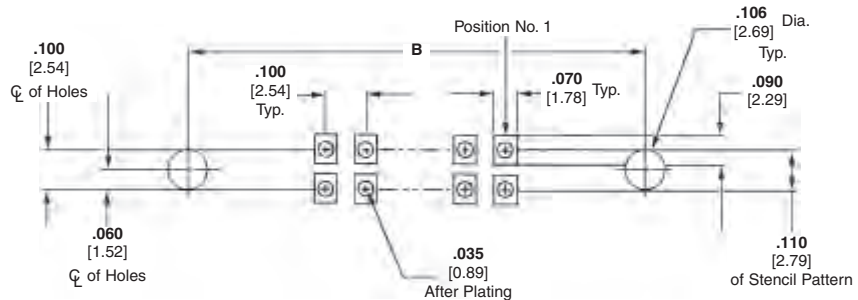 .100
[2.54]
℄ of Holes
B
Position No. 1
.106
[2.69] Dia.
Typ.
.100
[2.54]
Typ.
.070
[1.78] Typ.
.090
[2.29]
.060
[1.52]
℄ of Holes
.035
[0.89]
After Plating
.110
[2.79]
of Stencil Pattern